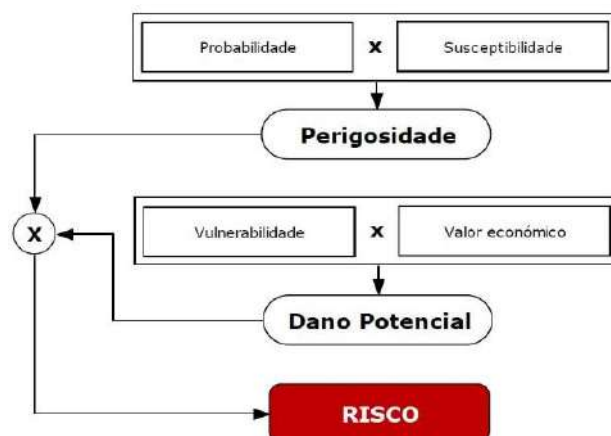 Probabilidade x Susceptibilidade
Perigosidade
X
Vulnerabilidade x Valor económico
Dano Potencial
RISCO